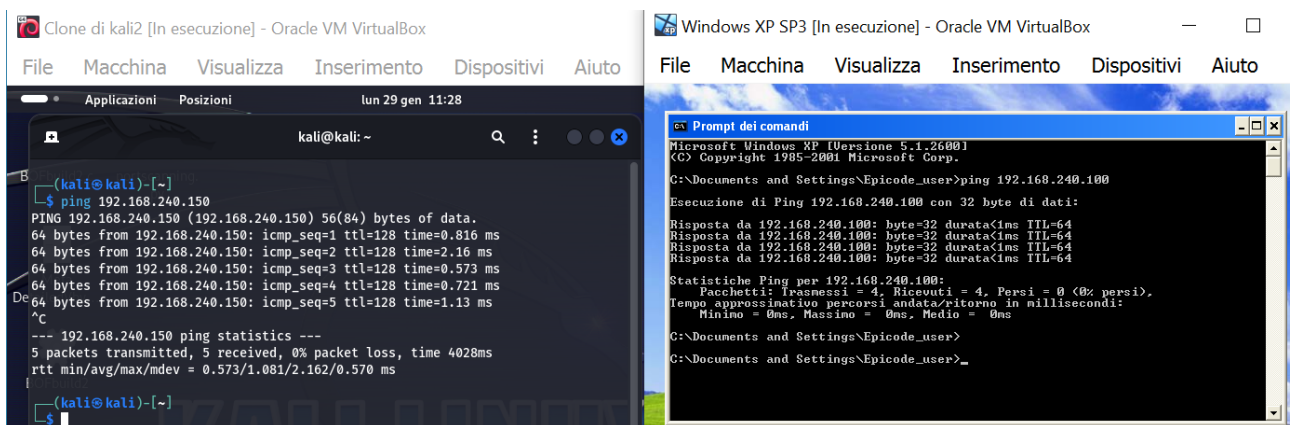 Clone di kali2 [In esecuzione] - Oracle VM VirtualBox
File Macchina Visualizza Inserimento Dispositivi Aiuto
Applicazioni Posizioni lun 29 gen 11:28
kali@kali: ~
(kali㉿kali)-[~]
$ ping 192.168.240.150
PING 192.168.240.150 (192.168.240.150) 56(84) bytes of data.
64 bytes from 192.168.240.150: icmp_seq=1 ttl=128 time=0.816 ms
64 bytes from 192.168.240.150: icmp_seq=2 ttl=128 time=2.16 ms
64 bytes from 192.168.240.150: icmp_seq=3 ttl=128 time=0.573 ms
64 bytes from 192.168.240.150: icmp_seq=4 ttl=128 time=0.721 ms
64 bytes from 192.168.240.150: icmp_seq=5 ttl=128 time=1.13 ms
^C
--- 192.168.240.150 ping statistics ---
5 packets transmitted, 5 received, 0% packet loss, time 4028ms
rtt min/avg/max/mdev = 0.573/1.081/2.162/0.570 ms
(kali㉿kali)-[~]
$
Windows XP SP3 [In esecuzione] - Oracle VM VirtualBox
File Macchina Visualizza Inserimento Dispositivi Aiuto
Prompt dei comandi
Microsoft Windows XP [Versione 5.1.2600]
(C) Copyright 1985-2001 Microsoft Corp.
C:\Documents and Settings\Epicode_user>ping 192.168.240.100
Esecuzione di Ping 192.168.240.100 con 32 byte di dati:
Risposta da 192.168.240.100: byte=32 durata<1ms TTL=64
Risposta da 192.168.240.100: byte=32 durata<1ms TTL=64
Risposta da 192.168.240.100: byte=32 durata<1ms TTL=64
Risposta da 192.168.240.100: byte=32 durata<1ms TTL=64
Statistiche Ping per 192.168.240.100:
Pacchetti: Trasmessi = 4, Ricevuti = 4, Persi = 0 (0% persi),
Tempo approssimativo percorsi andata/ritorno in millisecondi:
Minimo = 0ms, Massimo = 0ms, Medio = 0ms
C:\Documents and Settings\Epicode_user>
C:\Documents and Settings\Epicode_user>_